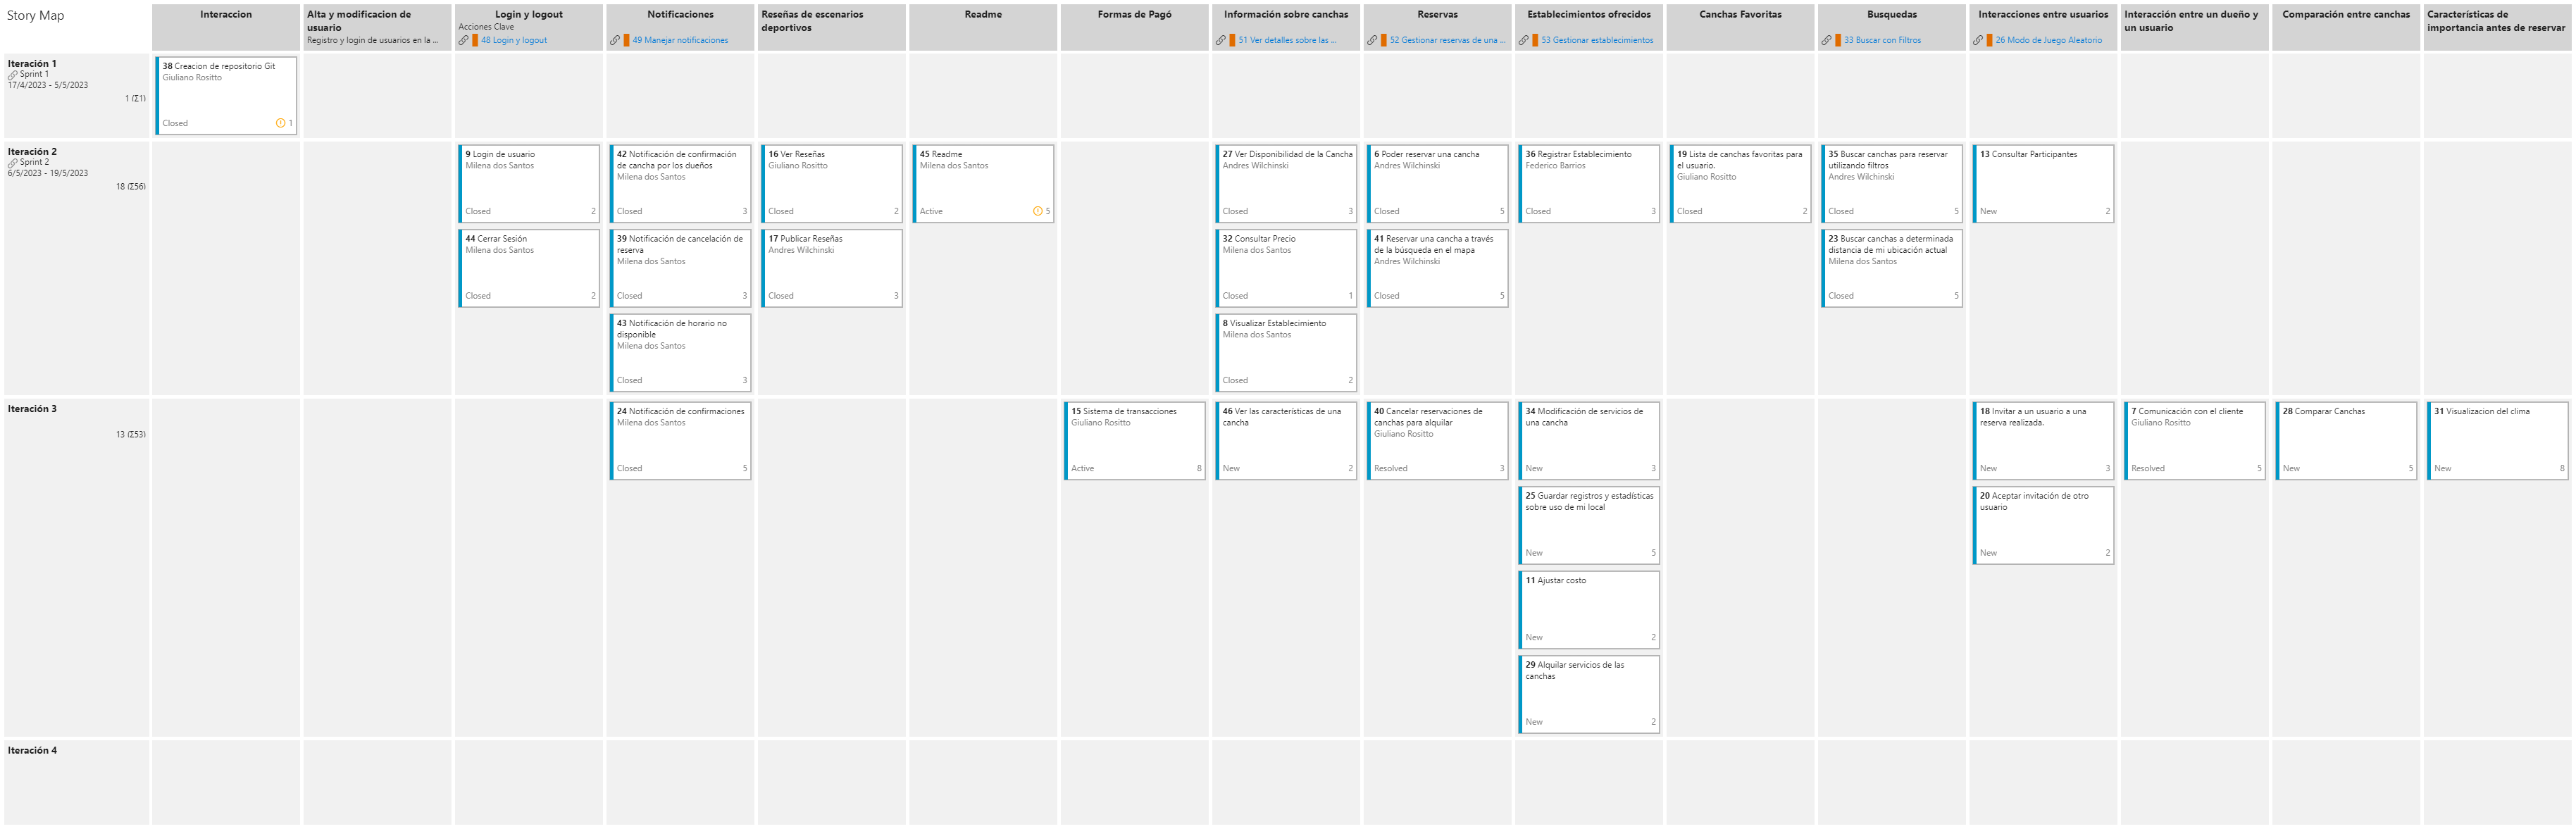 Story Map
Interaccion
Alta y modificacion de
usuario
Registro y login de usuarios en la ...
Login y logout
Acciones Clave
48 Login y logout
Notificaciones
49 Manejar notificaciones
Reseñas de escenarios
deportivos
Readme
Formas de Pagó
Información sobre canchas
51 Ver detalles sobre las ...
Reservas
52 Gestionar reservas de una ...
Establecimientos ofrecidos
53 Gestionar establecimientos
Canchas Favoritas
Busquedas
33 Buscar con Filtros
Interacciones entre usuarios
26 Modo de Juego Aleatorio
Interacción entre un dueño y
un usuario
Comparación entre canchas
Características de
importancia antes de reservar
Iteración 1
Sprint 1
17/4/2023 - 5/5/2023
1 (Σ1)
38 Creacion de repositorio Git
Giuliano Rositto
Closed 1
Iteración 2
Sprint 2
6/5/2023 - 19/5/2023
18 (Σ56)
9 Login de usuario
Milena dos Santos
Closed 2
44 Cerrar Sesión
Milena dos Santos
Closed 2
42 Notificación de confirmación
de cancha por los dueños
Milena dos Santos
Closed 3
39 Notificación de cancelación de
reserva
Milena dos Santos
Closed 3
43 Notificación de horario no
disponible
Milena dos Santos
Closed 3
16 Ver Reseñas
Giuliano Rositto
Closed 2
17 Publicar Reseñas
Andres Wilchinski
Closed 3
45 Readme
Milena dos Santos
Active 5
27 Ver Disponibilidad de la Cancha
Andres Wilchinski
Closed 3
32 Consultar Precio
Milena dos Santos
Closed 1
8 Visualizar Establecimiento
Milena dos Santos
Closed 2
6 Poder reservar una cancha
Andres Wilchinski
Closed 5
41 Reservar una cancha a través
de la búsqueda en el mapa
Andres Wilchinski
Closed 5
36 Registrar Establecimiento
Federico Barrios
Closed 3
19 Lista de canchas favoritas para
el usuario.
Giuliano Rositto
Closed 2
35 Buscar canchas para reservar
utilizando filtros
Andres Wilchinski
Closed 5
23 Buscar canchas a determinada
distancia de mi ubicación actual
Milena dos Santos
Closed 5
13 Consultar Participantes
New 2
Iteración 3
13 (Σ53)
24 Notificación de confirmaciones
Milena dos Santos
Closed 5
15 Sistema de transacciones
Giuliano Rositto
Active 8
46 Ver las características de una
cancha
New 2
40 Cancelar reservaciones de
canchas para alquilar
Giuliano Rositto
Resolved 3
34 Modificación de servicios de
una cancha
New 3
25 Guardar registros y estadísticas
sobre uso de mi local
New 5
11 Ajustar costo
New 2
29 Alquilar servicios de las
canchas
New 2
18 Invitar a un usuario a una
reserva realizada.
New 3
20 Aceptar invitación de otro
usuario
New 2
7 Comunicación con el cliente
Giuliano Rositto
Resolved 5
28 Comparar Canchas
New 5
31 Visualizacion del clima
New 8
Iteración 4